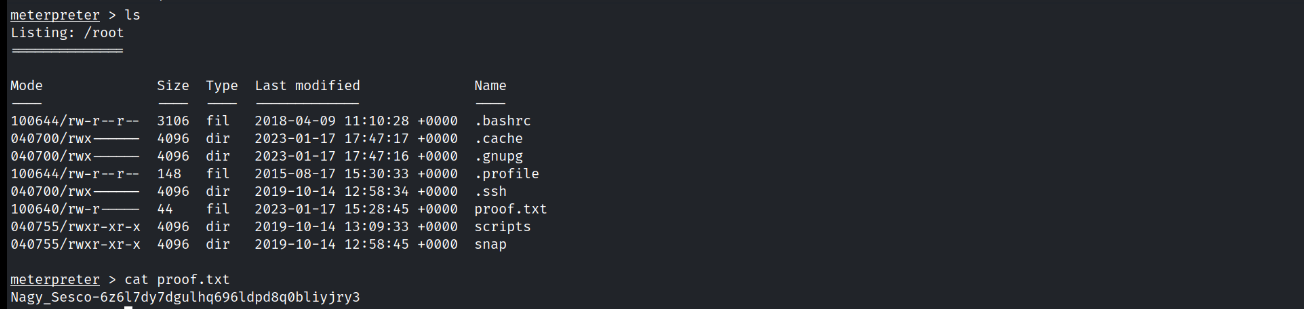 meterpreter > ls
Listing: /root
==============
Mode Size Type Last modified Name
---- ---- ---- ------------- ----
100644/rw-r--r-- 3106 fil 2018-04-09 11:10:28 +0000 .bashrc
040700/rwx------ 4096 dir 2023-01-17 17:47:17 +0000 .cache
040700/rwx------ 4096 dir 2023-01-17 17:47:16 +0000 .gnupg
100644/rw-r--r-- 148 fil 2015-08-17 15:30:33 +0000 .profile
040700/rwx------ 4096 dir 2019-10-14 12:58:34 +0000 .ssh
100640/rw-r----- 44 fil 2023-01-17 15:28:45 +0000 proof.txt
040755/rwxr-xr-x 4096 dir 2019-10-14 13:09:33 +0000 scripts
040755/rwxr-xr-x 4096 dir 2019-10-14 12:58:45 +0000 snap
meterpreter > cat proof.txt
Nagy_Sesco-6z6l7dy7dgulhq696ldpd8q0bliyjry3